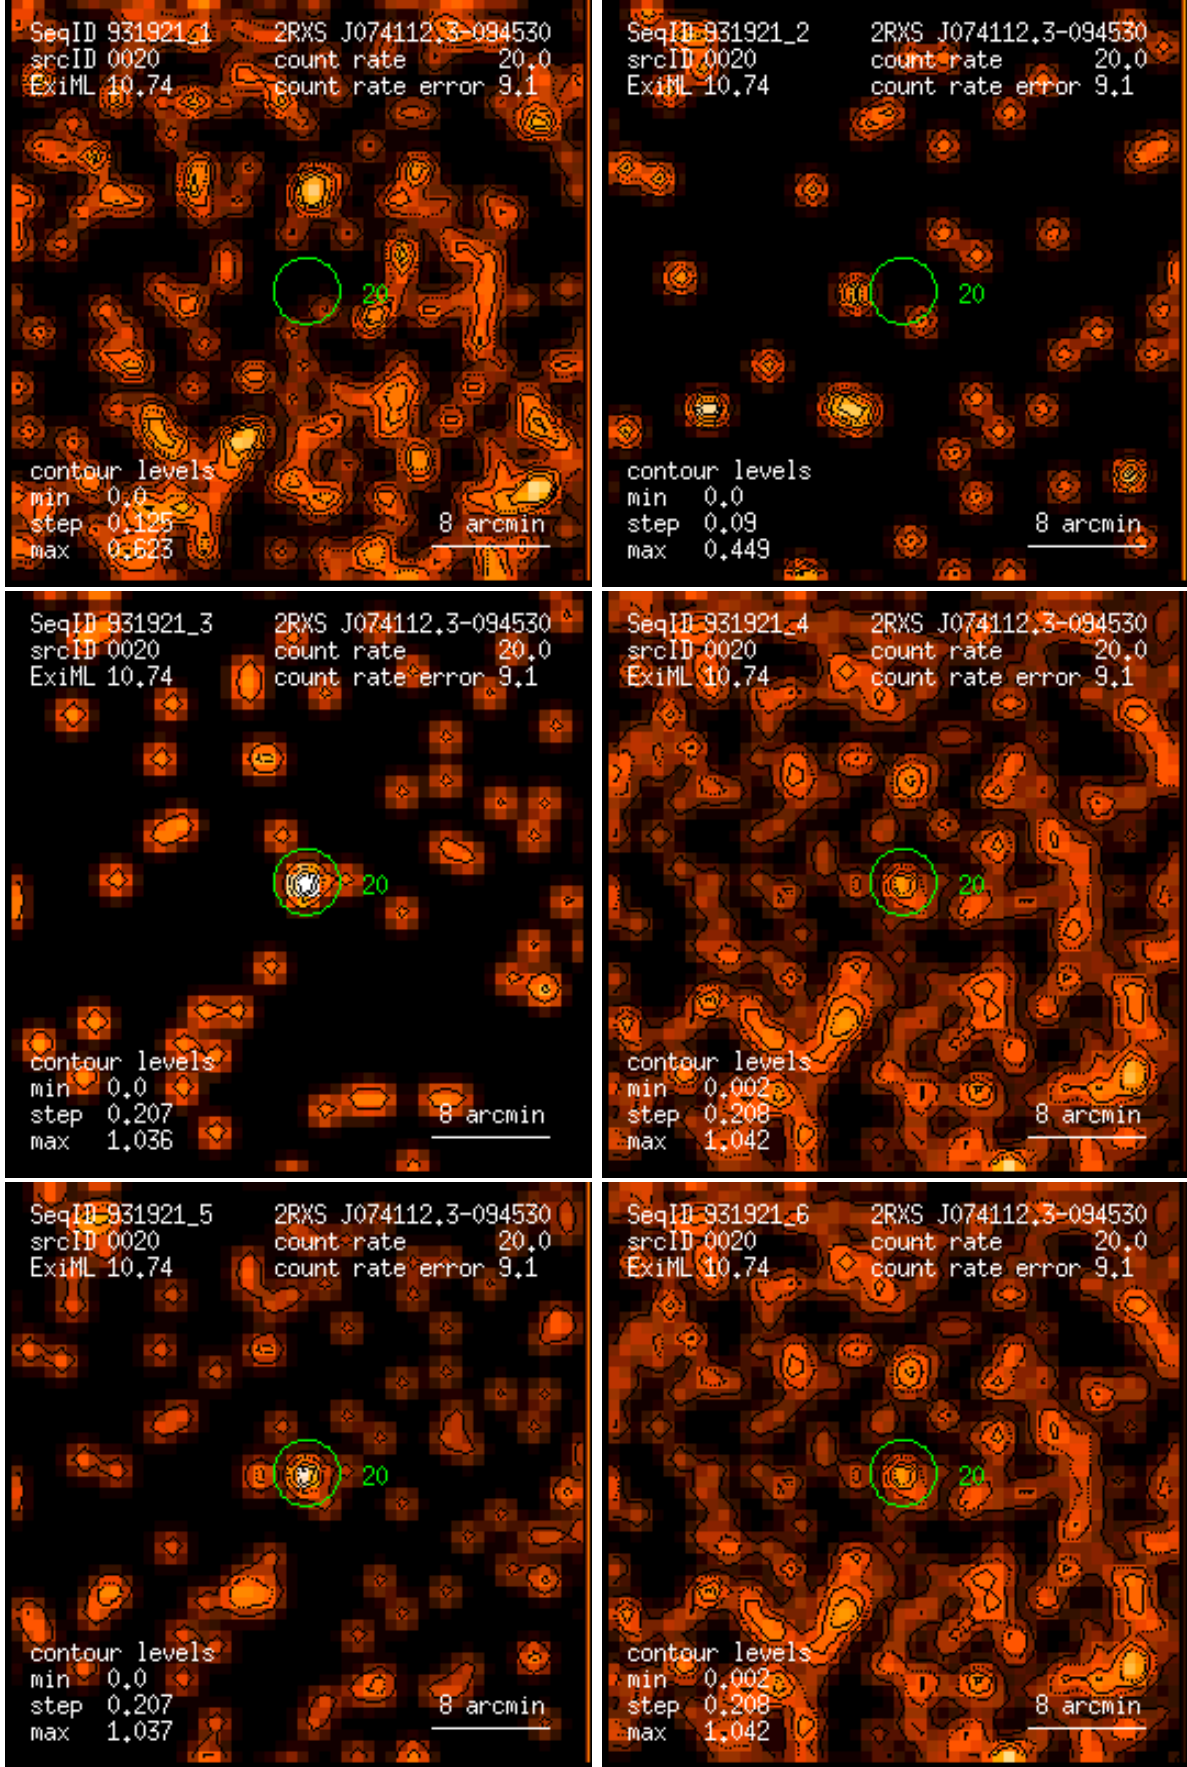 SeqID 931921_1 2RXS J074112.3-094530
srcID 0020 count rate 20.0
ExiML 10.74 count rate error 9.1
20
contour levels
min 0.0
step 0.125 8 arcmin
max 0.623
SeqID 931921_2 2RXS J074112.3-094530
srcID 0020 count rate 20.0
ExiML 10.74 count rate error 9.1
20
contour levels
min 0.0
step 0.09 8 arcmin
max 0.449
SeqID 931921_3 2RXS J074112.3-094530
srcID 0020 count rate 20.0
ExiML 10.74 count rate error 9.1
20
contour levels
min 0.0
step 0.207 8 arcmin
max 1.036
SeqID 931921_4 2RXS J074112.3-094530
srcID 0020 count rate 20.0
ExiML 10.74 count rate error 9.1
20
contour levels
min 0.002
step 0.208 8 arcmin
max 1.042
SeqID 931921_5 2RXS J074112.3-094530
srcID 0020 count rate 20.0
ExiML 10.74 count rate error 9.1
20
contour levels
min 0.0
step 0.207 8 arcmin
max 1.037
SeqID 931921_6 2RXS J074112.3-094530
srcID 0020 count rate 20.0
ExiML 10.74 count rate error 9.1
20
contour levels
min 0.002
step 0.208 8 arcmin
max 1.042